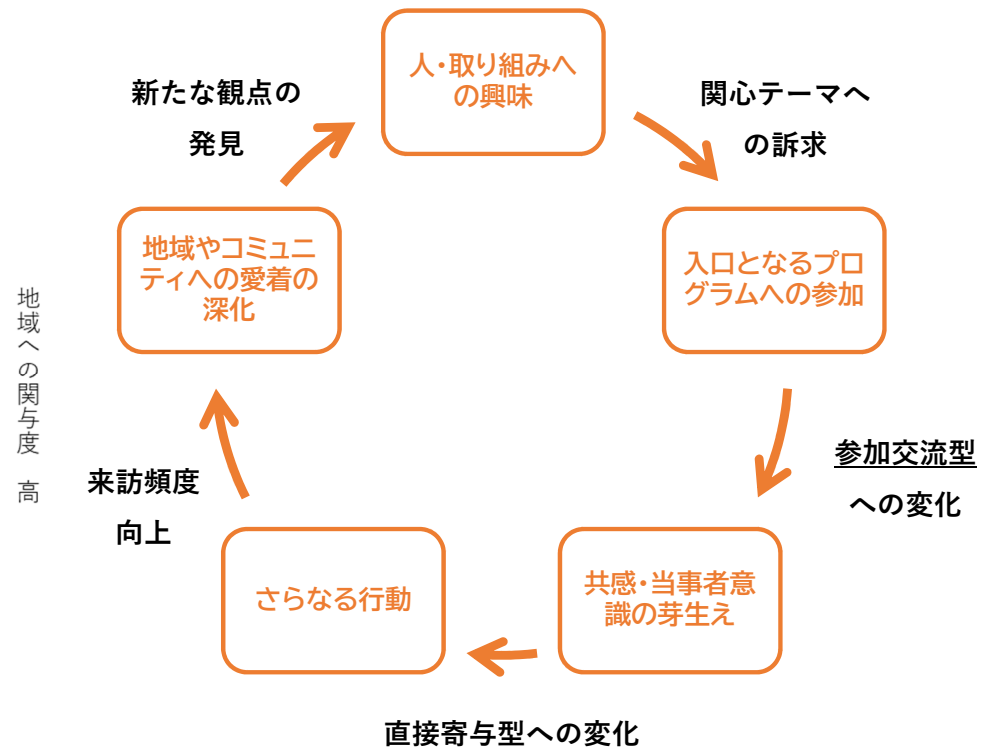 人・取り組みへ
の興味
関心テーマへ
の訴求
入口となるプロ
グラムへの参加
参加交流型
への変化
共感・当事者意
識の芽生え
直接寄与型への変化
さらなる行動
来訪頻度
向上
地域やコミュニ
ティへの愛着の
深化
新たな観点の
発見
地域への関与度　高